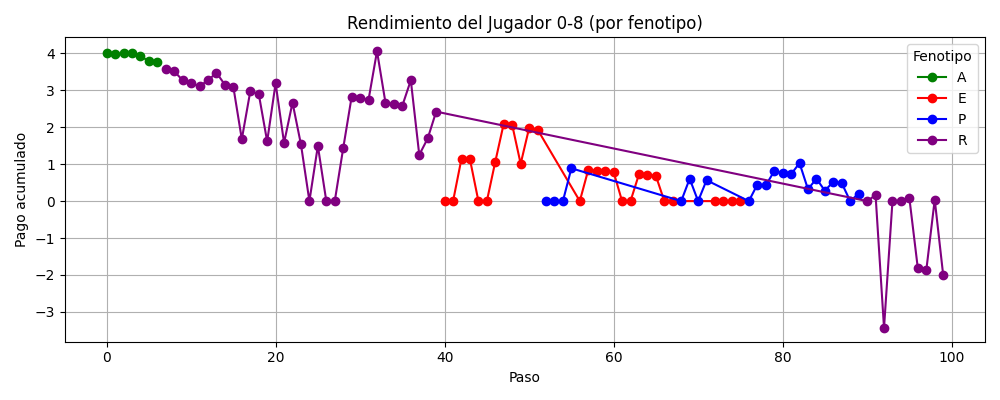 Rendimiento del Jugador 0-8 (por fenotipo)
Pago acumulado
4
3
2
1
0
−1
−2
−3
0
20
40
60
80
100
Paso
Fenotipo
A
E
P
R